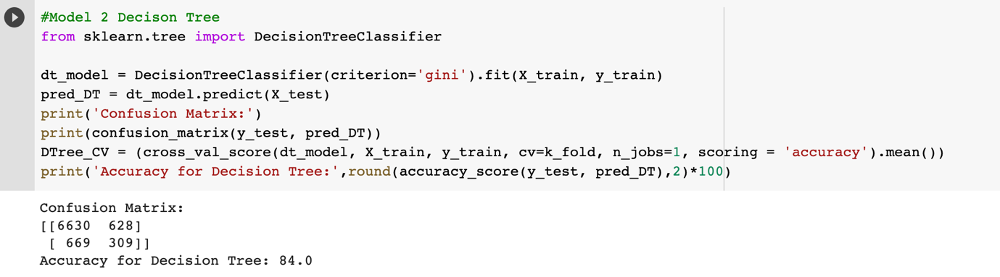 #Model 2 Decison Tree
from sklearn.tree import DecisionTreeClassifier
dt_model = DecisionTreeClassifier(criterion='gini').fit(X_train, y_train)
pred_DT = dt_model.predict(X_test)
print('Confusion Matrix:')
print(confusion_matrix(y_test, pred_DT))
DTree_CV = (cross_val_score(dt_model, X_train, y_train, cv=k_fold, n_jobs=1, scoring = 'accuracy').mean())
print('Accuracy for Decision Tree:',round(accuracy_score(y_test, pred_DT),2)*100)
Confusion Matrix:
[[6630  628]
 [ 669  309]]
Accuracy for Decision Tree: 84.0